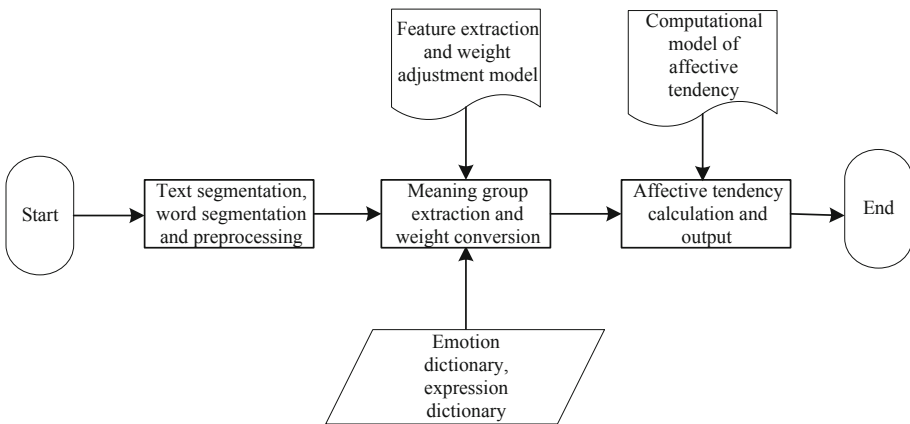 Feature extraction
and weight
adjustment model
Computational
model of
affective
tendency
Start
Text segmentation,
word segmentation
and preprocessing
Meaning group
extraction and
weight conversion
Affective tendency
calculation and
output
End
Emotion
dictionary,
expression
dictionary